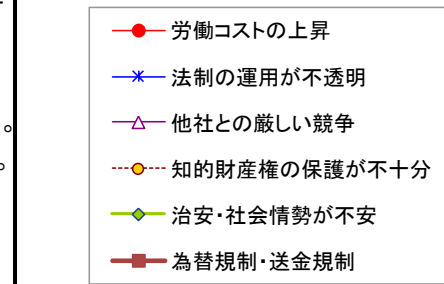 労働コストの上昇
法制の運用が不透明
他社との厳しい競争
。
知的財産権の保護が不十分
。
治安・社会情勢が不安
為替規制・送金規制